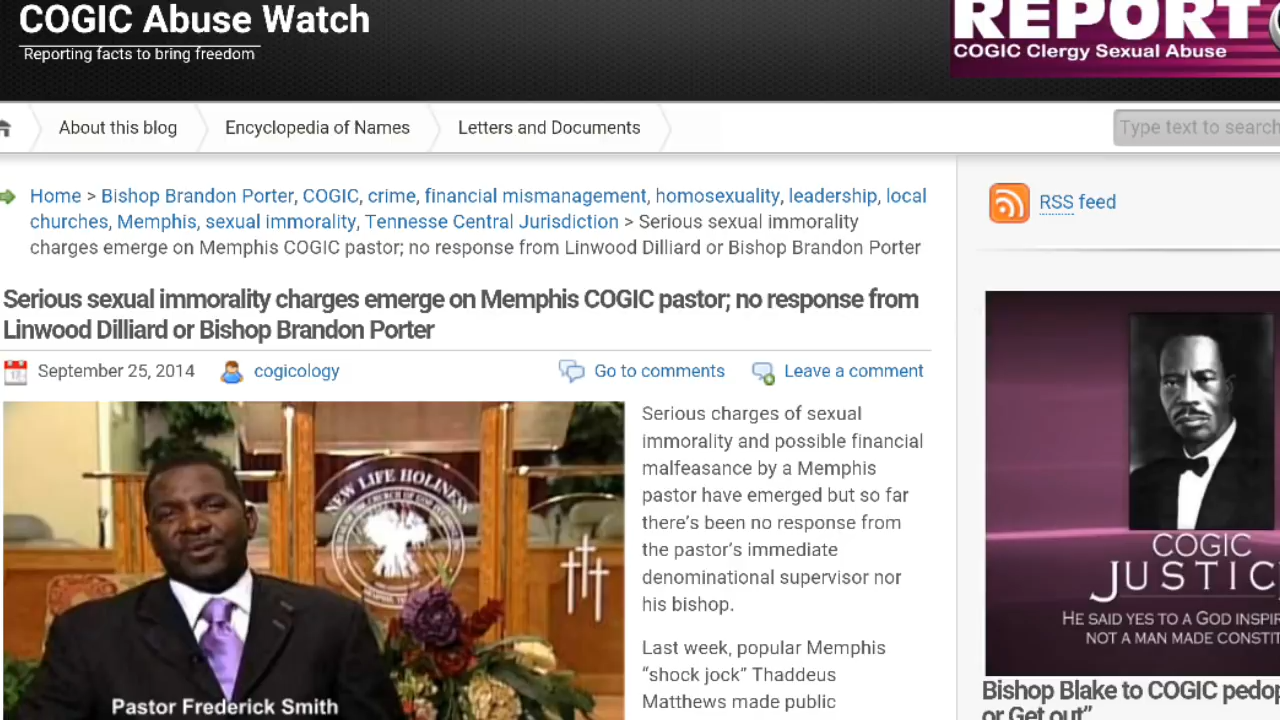 COGIC Abuse Watch
Reporting facts to bring freedom
REPORT
COGIC Clergy Sexual Abuse
About this blog
Encyclopedia of Names
Letters and Documents
Type text to search
Home > Bishop Brandon Porter, COGIC, crime, financial mismanagement, homosexuality, leadership, local
churches, Memphis, sexual immorality, Tennesse Central Jurisdiction > Serious sexual immorality
charges emerge on Memphis COGIC pastor; no response from Linwood Dilliard or Bishop Brandon Porter
RSS feed
Serious sexual immorality charges emerge on Memphis COGIC pastor; no response from
Linwood Dilliard or Bishop Brandon Porter
September 25, 2014
cogicology
Go to comments
Leave a comment
NEW LIFE HOLINESS
Pastor Frederick Smith
Serious charges of sexual
immorality and possible financial
malfeasance by a Memphis
pastor have emerged but so far
there's been no response from
the pastor's immediate
denominational supervisor nor
his bishop.
Last week, popular Memphis
“shock jock” Thaddeus
Matthews made public
COGIC
JUSTIC
HE SAID YES TO A GOD INSPIR
NOT A MAN MADE CONSTIT
Bishop Blake to COGIC pedop
or Get out”